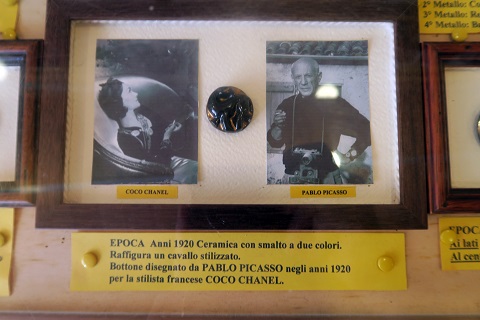 2° Metallo:
3° Metallo:
4° Metallo:
COCO CHANEL
PABLO PICASSO
EPOCA Anni 1920 Ceramica con smalto a due colori.
Raffigura un cavallo stilizzato.
Bottone disegnato da PABLO PICASSO negli anni 1920
per la stilista francese COCO CHANEL.
EPOCA
Ai lati
Al